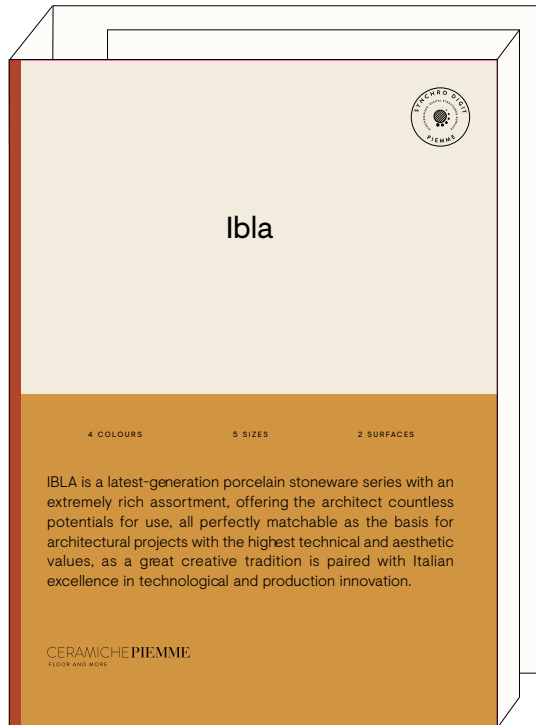 SYNCHRO DIGIT
PIEMME
Ibla
4 COLOURS
5 SIZES
2 SURFACES
IBLA is a latest-generation porcelain stoneware series with an
extremely rich assortment, offering the architect countless
potentials for use, all perfectly matchable as the basis for
architectural projects with the highest technical and aesthetic
values, as a great creative tradition is paired with Italian
excellence in technological and production innovation.
CERAMICHEPIEMME
FLOOR AND MORE